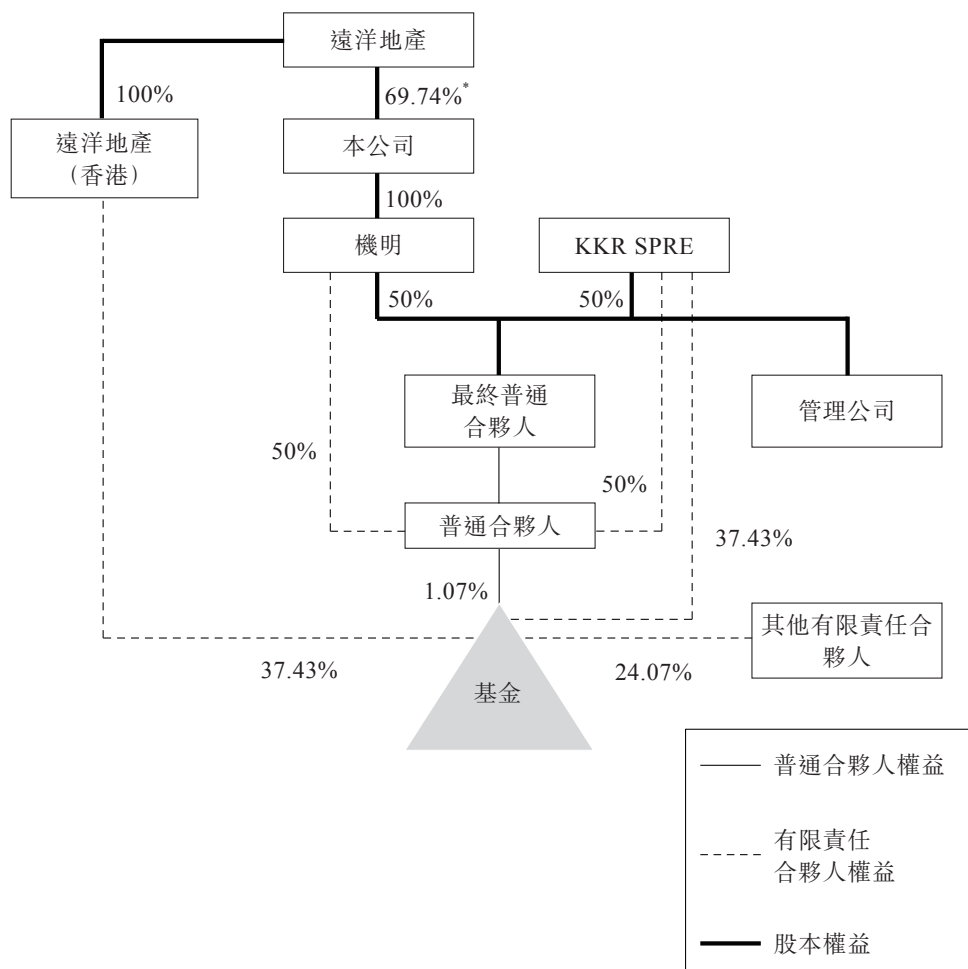 遠洋地產
100%
69.74%*
遠洋地產
（香港）
本公司
100%
機明
KKR SPRE
50%
50%
最終普通
合夥人
管理公司
50%
50%
普通合夥人
37.43%
1.07%
其他有限責任合
夥人
37.43%
24.07%
基金
普通合夥人權益
有限責任
合夥人權益
股本權益